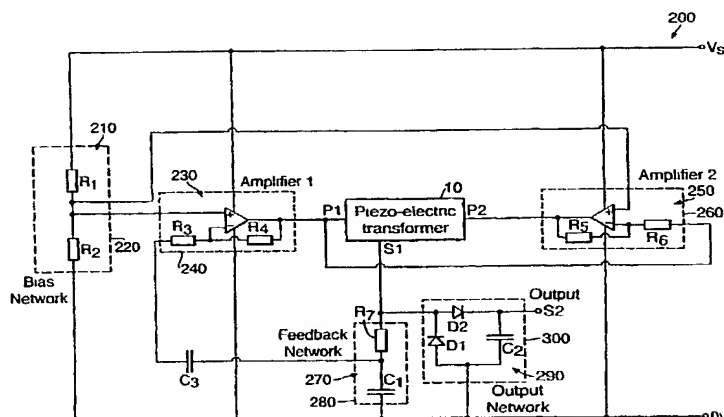 200
Vs
210
230
Amplifier 1
10
Amplifier 2
R1
P1
Piezo-electric
transformer
P2
250
260
R3
R4
R5
R6
R2
220
240
S1
Bias
Network
Output
S2
R7
D2
D1
C2
300
Feedback
Network
C3
270
280
C1
290
Output
Network